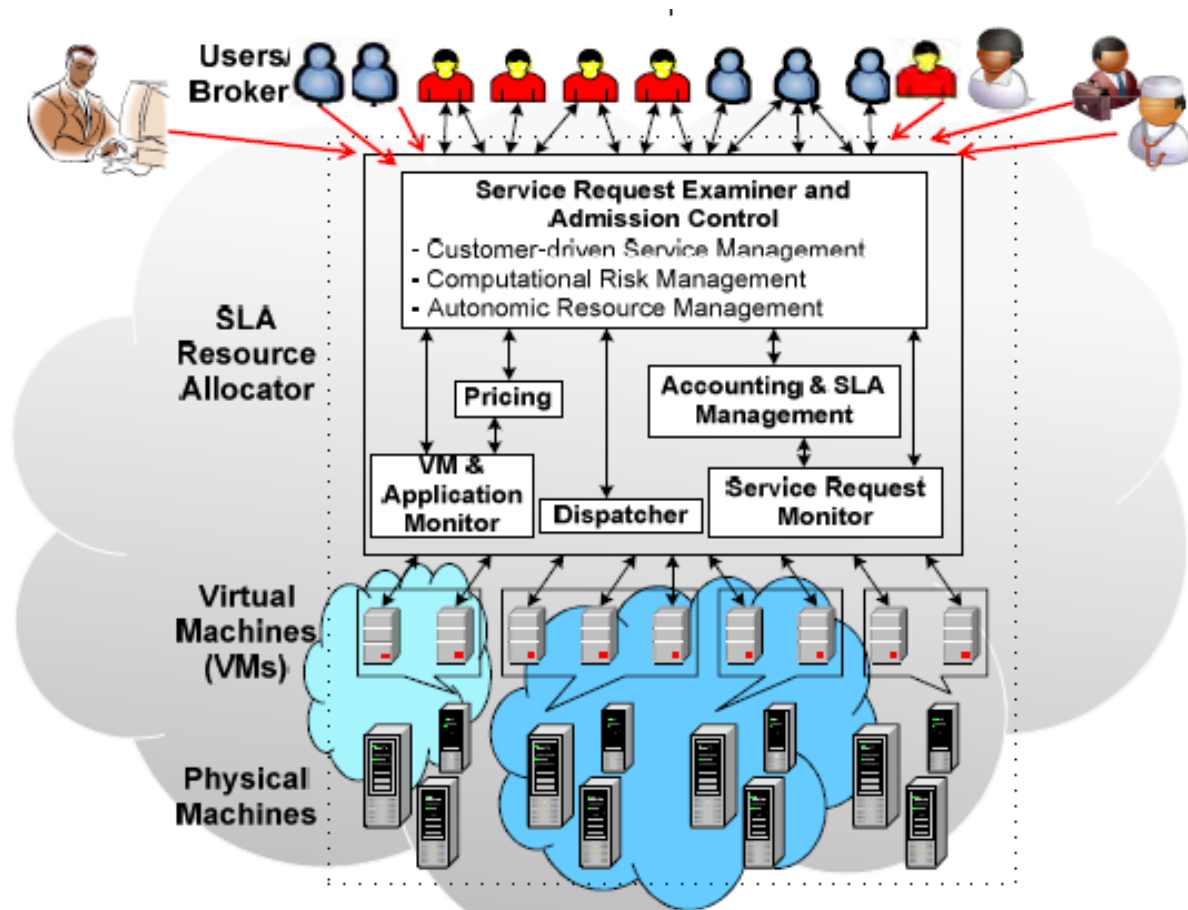 Users/
Broker
Service Request Examiner and
Admission Control
- Customer-driven Service Management
- Computational Risk Management
- Autonomic Resource Management
SLA
Resource
Allocator
Pricing
Accounting & SLA
Management
VM &
Application
Monitor
Dispatcher
Service Request
Monitor
Virtual
Machines
(VMs)
Physical
Machines